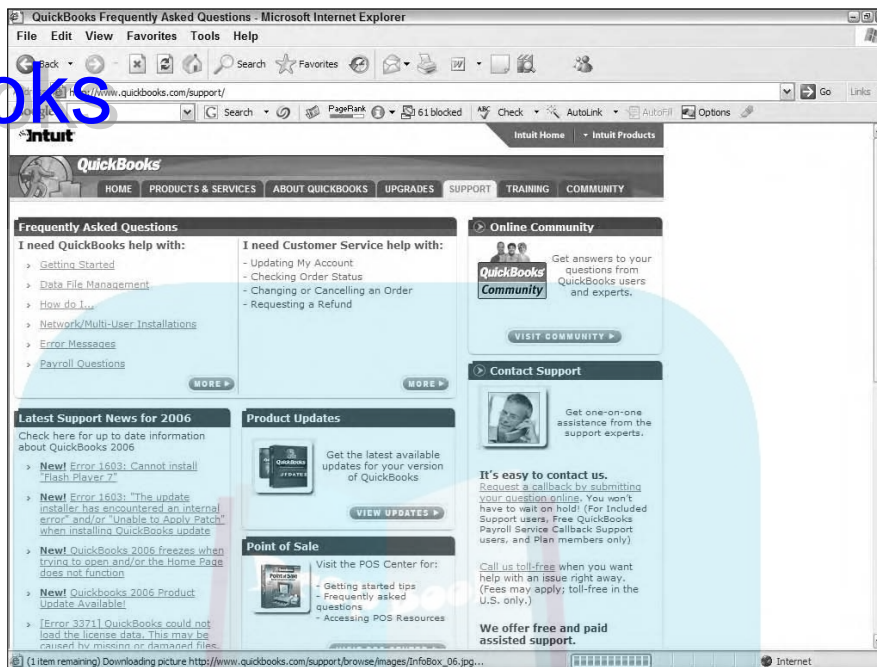 QuickBooks Frequently Asked Questions - Microsoft Internet Explorer
File Edit View Favorites Tools Help
Back Search Favorites
http://www.quickbooks.com/support/ Go Links
oks
Search PageRank 61 blocked Check AutoLink AutoFill Options
Intuit
Intuit Home Intuit Products
QuickBooks
HOME PRODUCTS & SERVICES ABOUT QUICKBOOKS UPGRADES SUPPORT TRAINING COMMUNITY
Frequently Asked Questions
I need QuickBooks help with:
Getting Started
Data File Management
How do I...
Network/Multi-User Installations
Error Messages
Payroll Questions
MORE
I need Customer Service help with:
- Updating My Account
- Checking Order Status
- Changing or Cancelling an Order
- Requesting a Refund
MORE
Online Community
QuickBooks
Community
Get answers to your
questions from
QuickBooks users
and experts.
VISIT COMMUNITY
Latest Support News for 2006
Check here for up to date information
about QuickBooks 2006
New! Error 1603: Cannot install
"Flash Player 7"
New! Error 1603: "The update
installer has encountered an internal
error" and/or "Unable to Apply Patch"
when installing QuickBooks update
New! QuickBooks 2006 freezes when
trying to open and/or the Home Page
does not function
New! QuickBooks 2006 Product
Update Available!
[Error 3371] QuickBooks could not
load the license data. This may be
caused by missing or damaged files.
Product Updates
QuickBooks
UPDATES
Get the latest available
updates for your version
of QuickBooks
VIEW UPDATES
Point of Sale
Visit the POS Center for:
- Getting started tips
- Frequently asked
questions
- Accessing POS Resources
Contact Support
Get one-on-one
assistance from the
support experts.
It's easy to contact us.
Request a callback by submitting
your question online. You won't
have to wait on hold! (For Included
Support users, Free QuickBooks
Payroll Service Callback Support
users, and Plan members only)
Call us toll-free when you want
help with an issue right away.
(Fees may apply; toll-free in the
U.S. only.)
We offer free and paid
assisted support.
(1 item remaining) Downloading picture http://www.quickbooks.com/support/browse/images/InfoBox_06.jpg...
Internet